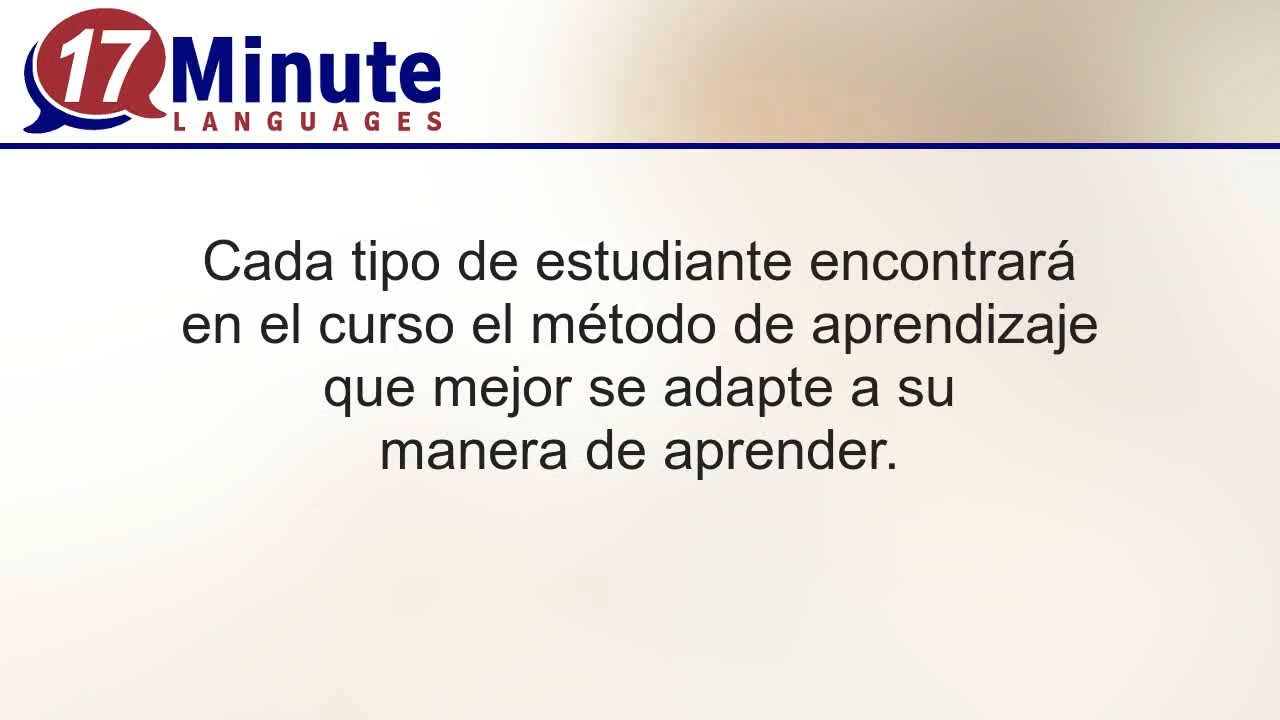 17 Minute
LANGUAGES
Cada tipo de estudiante encontrará
en el curso el método de aprendizaje
que mejor se adapte a su
manera de aprender.